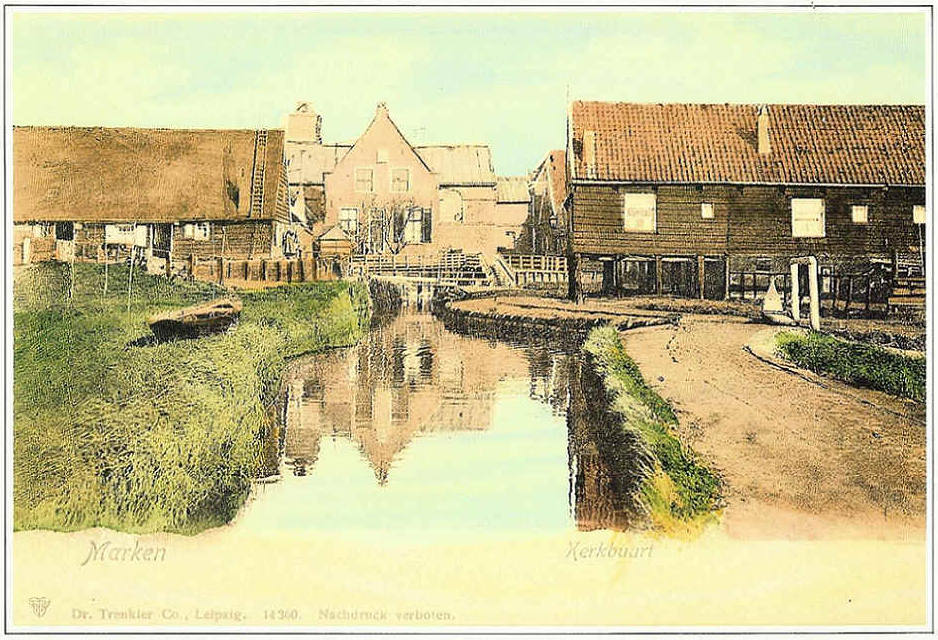 Marken Kerkbuurt
Dr. Trenkler Co., Leipzig. 14360. Nachdruck verboten.